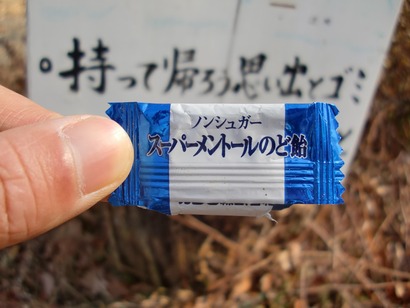 。持って帰ろう思い出とゴミ
ノンシュガー
スーパーメントールのど飴